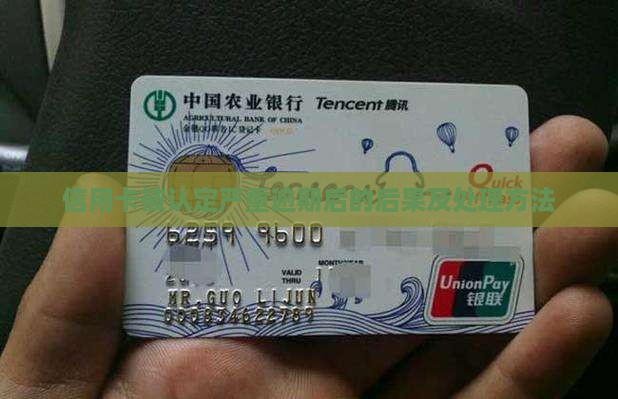 中国农业银行 Tencent 腾讯
AGRICULTURAL BANK OF CHINA
信用卡被认定严重逾期后的后果及处理方法
Quick
6259 9600
MONTH/YEAR
VALID
THRU
MR.GUO LIJUN
UnionPay
银联